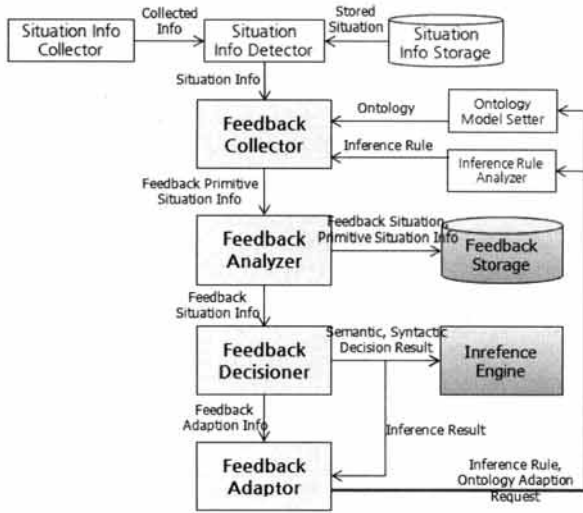 Collected
Info
Stored
Situation
Situation Info
Collector
Situation
Info Detector
Situation
Info Storage
Situation Info
Feedback
Collector
Ontology
Ontology
Model Setter
Inference Rule
Inference Rule
Analyzer
Feedback Primitive
Situation Info
Feedback
Analyzer
Feedback Situation,
Primitive Situation Info
Feedback
Storage
Feedback
Situation Info
Feedback
Decisioner
Semantic, Syntactic
Decision Result
Inrefence
Engine
Feedback
Adaption Info
Inference Result
Feedback
Adaptor
Inference Rule,
Ontology Adaption
Request